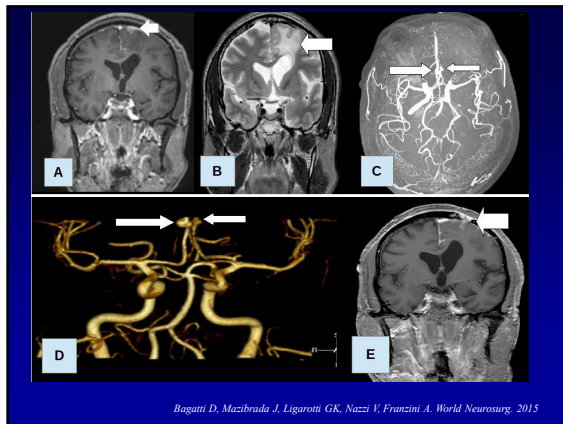 A
B
C
D
E
Bagatti D, Mazibrada J, Ligarotti GK, Nazzi V, Franzini A. World Neurosurg. 2015